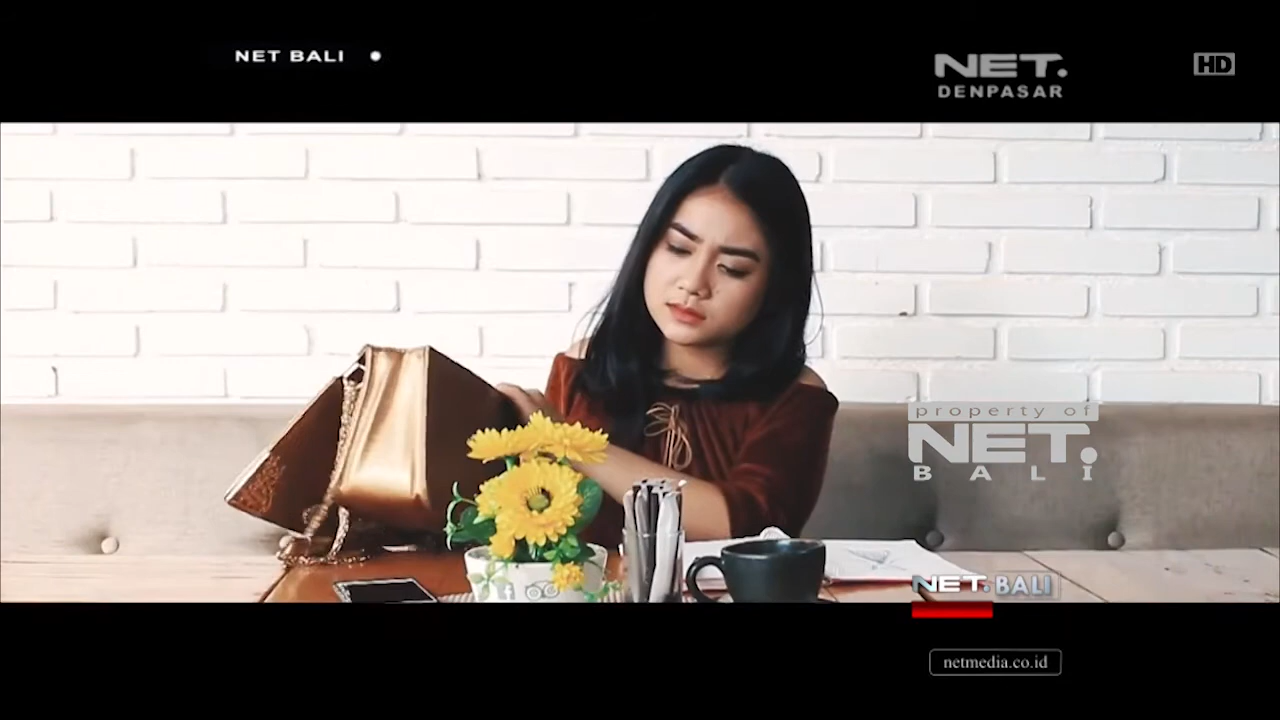 NET BALI
NET.
DENPASAR
HD
property of
NET.
BALI
NET. BALI
netmedia.co.id